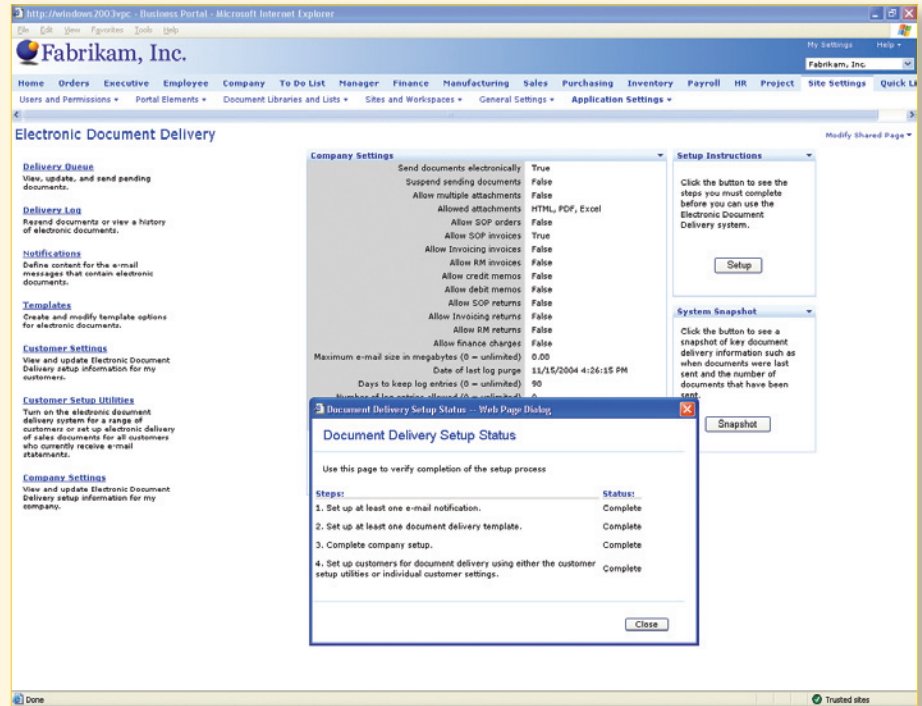 http://windows2003vpc - Business Portal - Microsoft Internet Explorer
File Edit View Favorites Tools Help
Fabrikam, Inc.
My Settings Help
Fabrikam, Inc.
Home Orders Executive Employee Company To Do List Manager Finance Manufacturing Sales Purchasing Inventory Payroll HR Project Site Settings Quick Li
Users and Permissions Portal Elements Document Libraries and Lists Sites and Workspaces General Settings Application Settings
Electronic Document Delivery
Modify Shared Page
Delivery Queue
View, update, and send pending
documents.
Delivery Log
Resend documents or view a history
of electronic documents.
Notifications
Define content for the e-mail
messages that contain electronic
documents.
Templates
Create and modify template options
for electronic documents.
Customer Settings
View and update Electronic Document
Delivery setup information for my
customers.
Customer Setup Utilities
Turn on the electronic document
delivery system for a range of
customers or set up electronic delivery
of sales documents for all customers
who currently receive e-mail
statements.
Company Settings
View and update Electronic Document
Delivery setup information for my
company.
Company Settings
Send documents electronically True
Suspend sending documents False
Allow multiple attachments False
Allowed attachments HTML, PDF, Excel
Allow SOP orders False
Allow SOP invoices True
Allow Invoicing invoices False
Allow RM invoices False
Allow credit memos False
Allow debit memos False
Allow SOP returns False
Allow Invoicing returns False
Allow RM returns False
Allow finance charges False
Maximum e-mail size in megabytes (0 = unlimited) 0.00
Date of last log purge 11/15/2004 4:26:15 PM
Days to keep log entries (0 = unlimited) 90
Number of log entries allowed (0 = unlimited) 0
Setup Instructions
Click the button to see the
steps you must complete
before you can use the
Electronic Document
Delivery system.
Setup
System Snapshot
Click the button to see a
snapshot of key document
delivery information such as
when documents were last
sent and the number of
documents that have been
sent.
Snapshot
Document Delivery Setup Status -- Web Page Dialog
Document Delivery Setup Status
Use this page to verify completion of the setup process
Steps: Status:
1. Set up at least one e-mail notification. Complete
2. Set up at least one document delivery template. Complete
3. Complete company setup. Complete
4. Set up customers for document delivery using either the customer
setup utilities or individual customer settings. Complete
Close
Done
Trusted sites